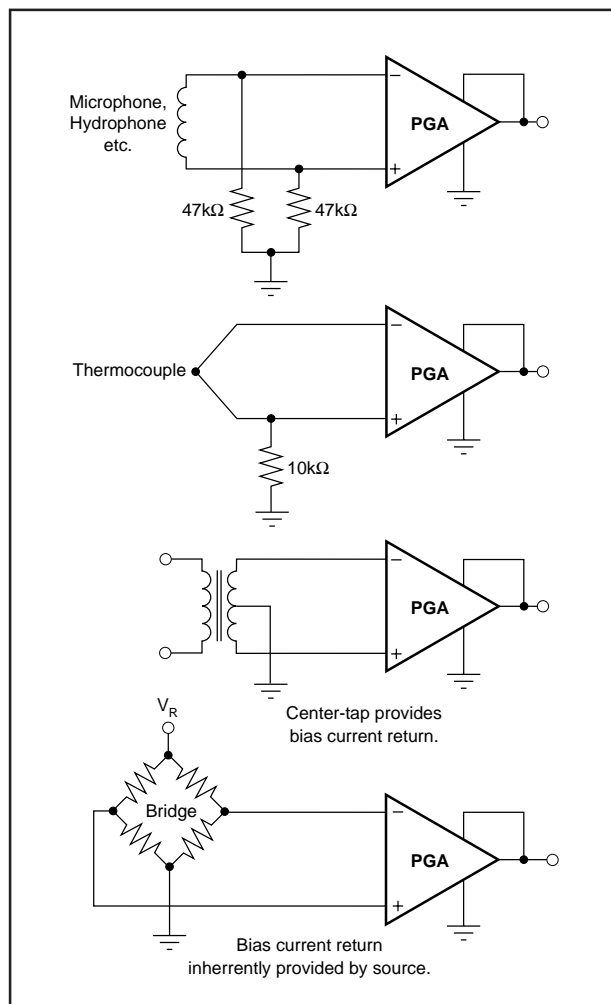 Microphone,
Hydrophone
etc.
−
PGA
+
47kΩ
47kΩ
−
Thermocouple
PGA
+
10kΩ
−
PGA
+
Center-tap provides
bias current return.
VR
Bridge
−
PGA
+
Bias current return
inherrently provided by source.